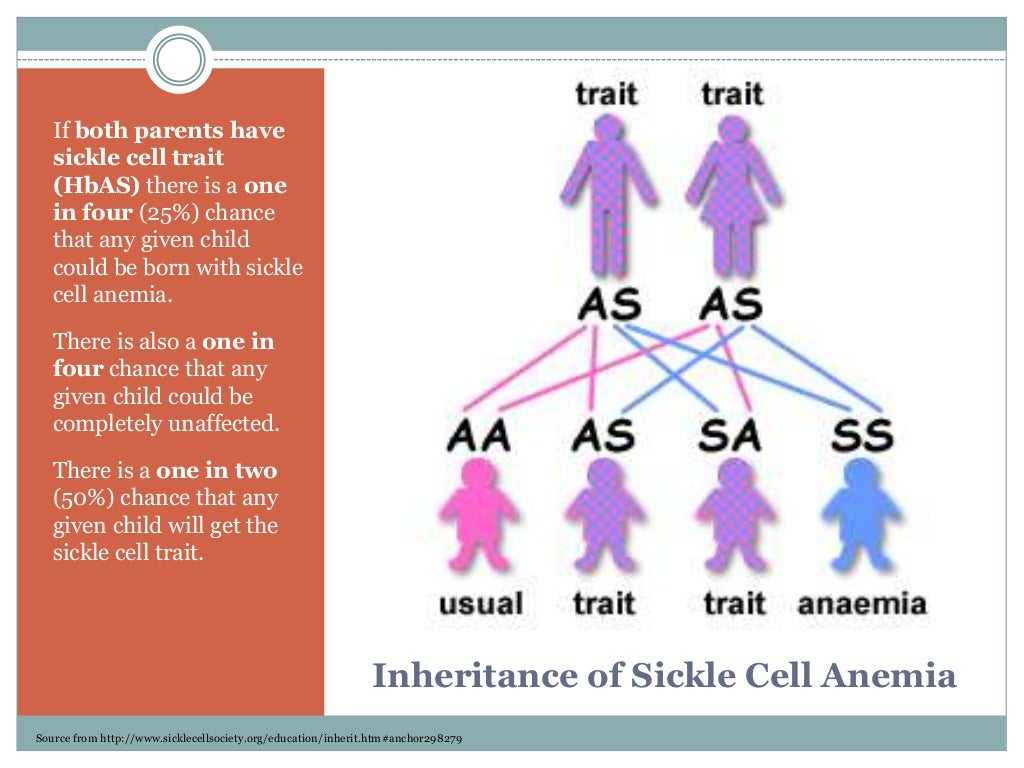 If both parents have
sickle cell trait
(HbAS) there is a one
in four (25%) chance
that any given child
could be born with sickle
cell anemia.
There is also a one in
four chance that any
given child could be
completely unaffected.
There is a one in two
(50%) chance that any
given child will get the
sickle cell trait.
trait trait
AS AS
AA AS SA SS
usual trait trait anaemia
Inheritance of Sickle Cell Anemia
Source from http://www.sicklecellsociety.org/education/inherit.htm#anchor298279